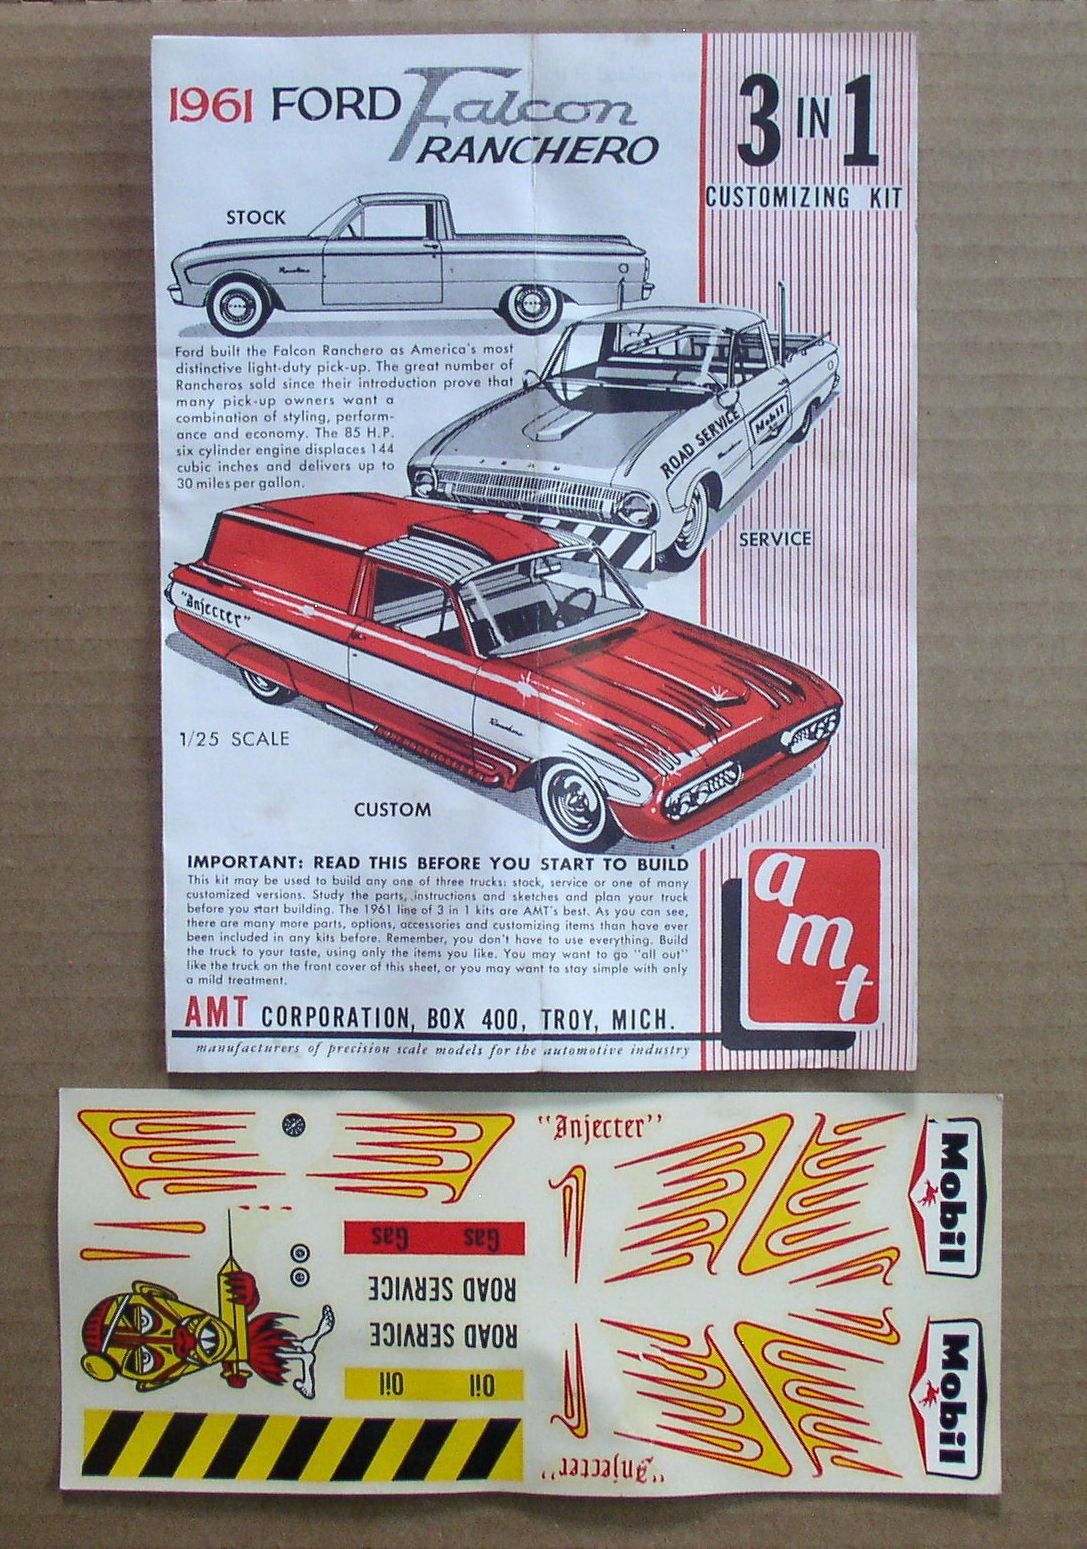 1961 FORD Falcon
RANCHERO
3 IN 1
CUSTOMIZING KIT
STOCK
Ford built the Falcon Ranchero as America's most
distinctive light-duty pick-up. The great number of
Rancheros sold since their introduction prove that
many pick-up owners want a
combination of styling, perform-
ance and economy. The 85 H.P.
six cylinder engine displaces 144
cubic inches and delivers up to
30 miles per gallon.
ROAD SERVICE
Mobil
FORD
SERVICE
"Injecter"
Ranchero
1/25 SCALE
CUSTOM
IMPORTANT: READ THIS BEFORE YOU START TO BUILD
This kit may be used to build any one of three trucks: stock, service or one of many
customized versions. Study the parts, instructions and sketches and plan your truck
before you start building. The 1961 line of 3 in 1 kits are AMT's best. As you can see,
there are many more parts, options, accessories and customizing items than have ever
been included in any kits before. Remember, you don't have to use everything. Build
the truck to your taste, using only the items you like. You may want to go "all out"
like the truck on the front cover of this sheet, or you may want to stay simple with only
a mild treatment.
amt
AMT CORPORATION, BOX 400, TROY, MICH.
manufacturers of precision scale models for the automotive industry
"Injecter"
Mobil
Gas Gas
ROAD SERVICE
ROAD SERVICE
Oil Oil
Mobil
"Injecter"